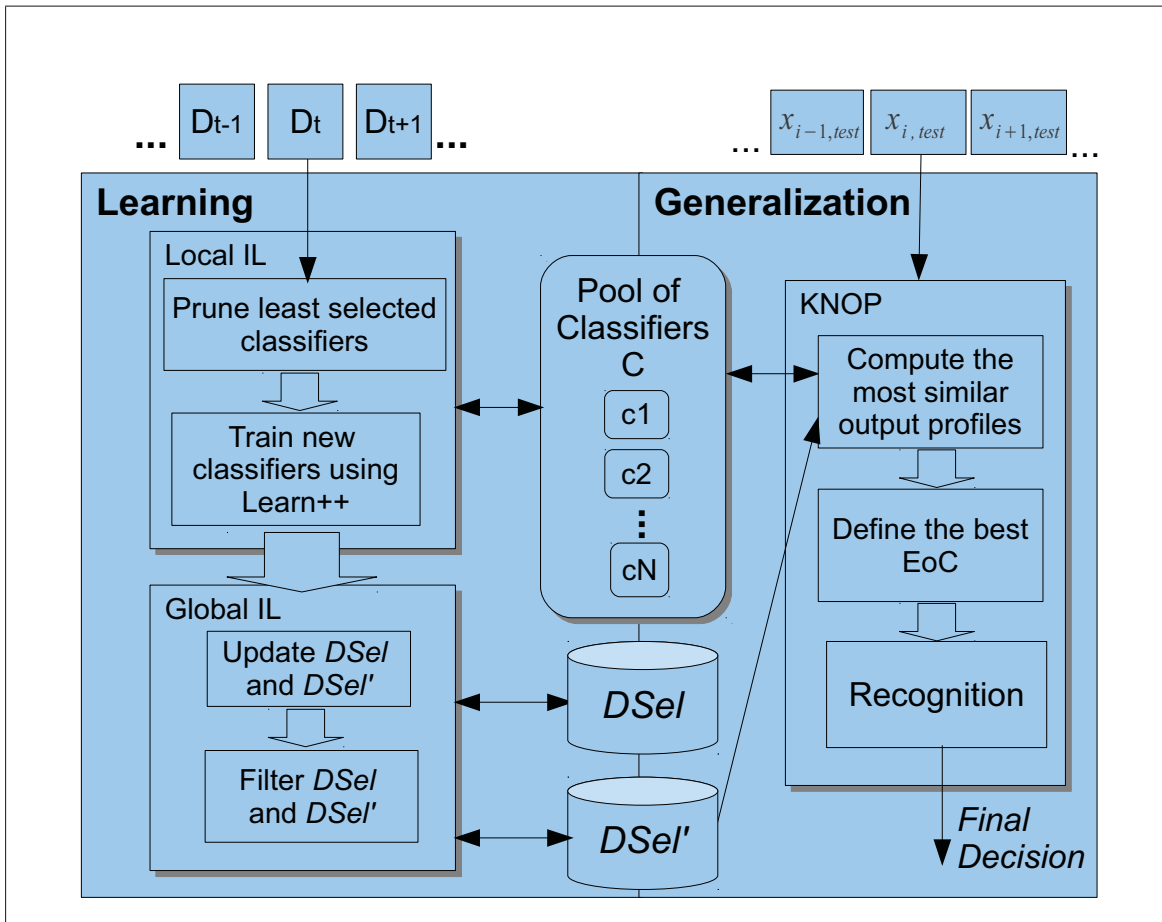 ... Dt-1 Dt Dt+1 ...
... x i−1,test x i,test x i+1,test ...
Learning
Local IL
Prune least selected
classifiers
Train new
classifiers using
Learn++
Global IL
Update DSel
and DSel'
Filter DSel
and DSel'
Pool of
Classifiers
C
c1
c2
...
cN
DSel
DSel'
Generalization
KNOP
Compute the
most similar
output profiles
Define the best
EoC
Recognition
Final
Decision